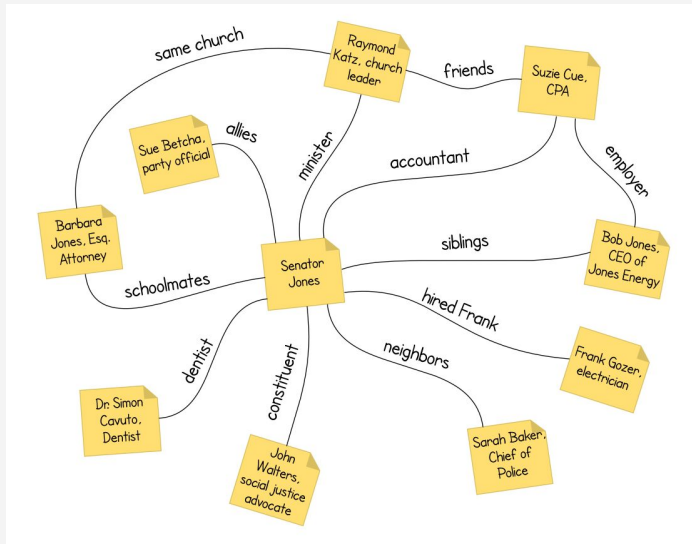 same church
Raymond
Katz, church
leader
friends
Suzie Cue,
CPA
Sue Betcha,
party official
allies
minister
accountant
employer
Barbara
Jones, Esq.
Attorney
schoolmates
Senator
Jones
siblings
Bob Jones,
CEO of
Jones Energy
hired Frank
Frank Gozer,
electrician
neighbors
dentist
constituent
Dr. Simon
Cavuto,
Dentist
John
Walters,
social justice
advocate
Sarah Baker,
Chief of
Police